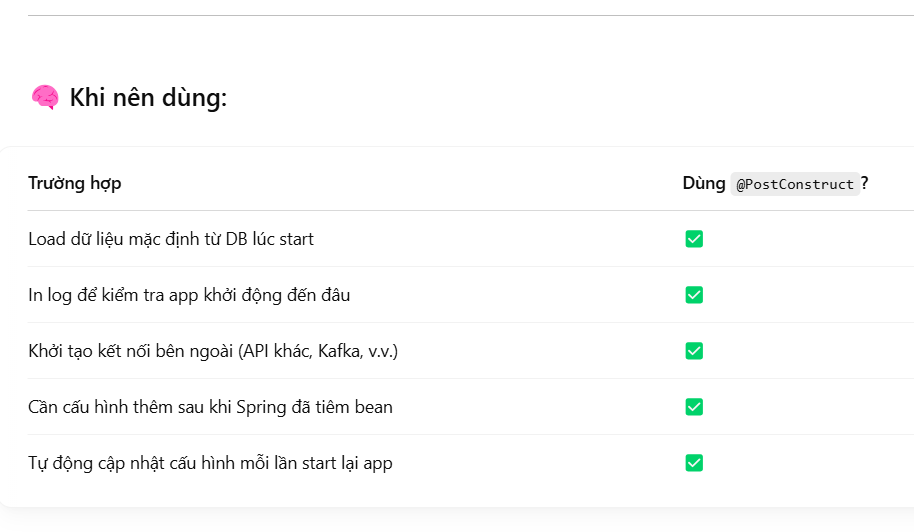 🧠 Khi nên dùng:
Trường hợp Dùng @PostConstruct?
Load dữ liệu mặc định từ DB lúc start ✅
In log để kiểm tra app khởi động đến đâu ✅
Khởi tạo kết nối bên ngoài (API khác, Kafka, v.v.) ✅
Cần cấu hình thêm sau khi Spring đã tiêm bean ✅
Tự động cập nhật cấu hình mỗi lần start lại app ✅